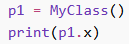 p1 = MyClass()
print(p1.x)